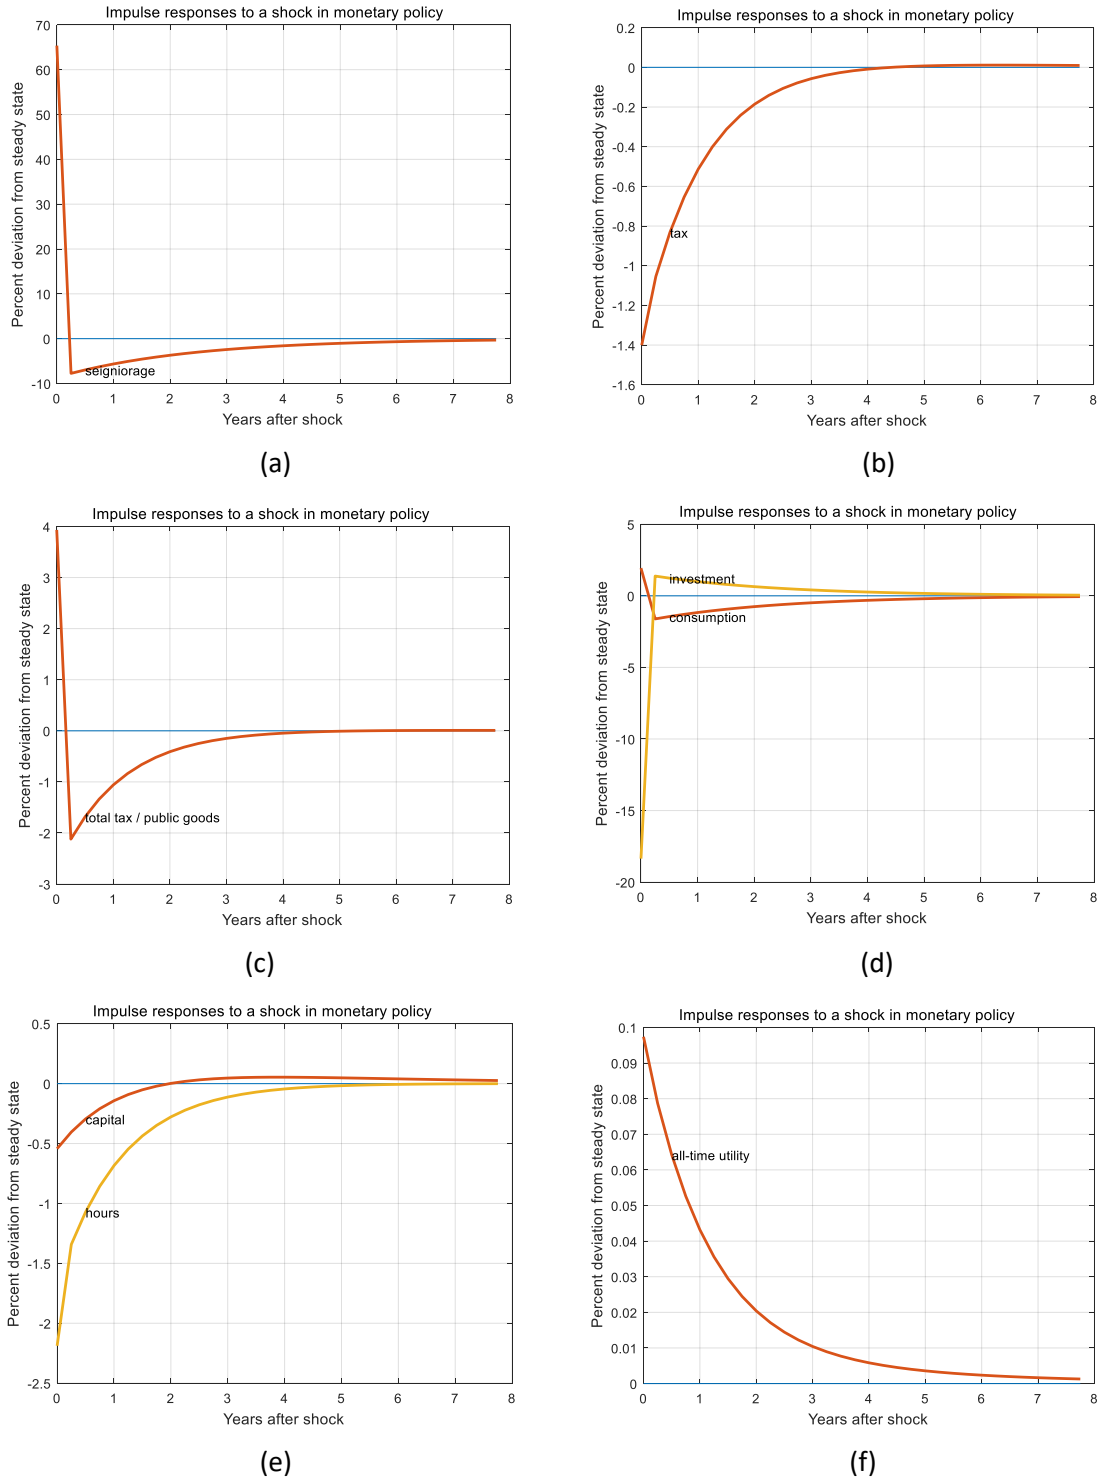 Impulse responses to a shock in monetary policy
Percent deviation from steady state
70
60
50
40
30
20
10
0
-10
seigniorage
0 1 2 3 4 5 6 7 8
Years after shock
(a)
Impulse responses to a shock in monetary policy
Percent deviation from steady state
0.2
0
-0.2
-0.4
-0.6
-0.8
-1
-1.2
-1.4
-1.6
tax
0 1 2 3 4 5 6 7 8
Years after shock
(b)
Impulse responses to a shock in monetary policy
Percent deviation from steady state
4
3
2
1
0
-1
-2
-3
total tax / public goods
0 1 2 3 4 5 6 7 8
Years after shock
(c)
Impulse responses to a shock in monetary policy
Percent deviation from steady state
5
0
-5
-10
-15
-20
investment
consumption
0 1 2 3 4 5 6 7 8
Years after shock
(d)
Impulse responses to a shock in monetary policy
Percent deviation from steady state
0.5
0
-0.5
-1
-1.5
-2
-2.5
capital
hours
0 1 2 3 4 5 6 7 8
Years after shock
(e)
Impulse responses to a shock in monetary policy
Percent deviation from steady state
0.1
0.09
0.08
0.07
0.06
0.05
0.04
0.03
0.02
0.01
0
all-time utility
0 1 2 3 4 5 6 7 8
Years after shock
(f)